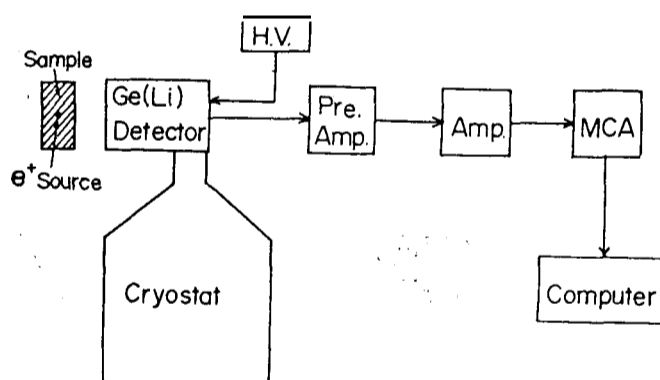 H.V.
Sample
Ge(Li)
Detector
Pre.
Amp.
Amp.
MCA
e+ Source
Cryostat
Computer